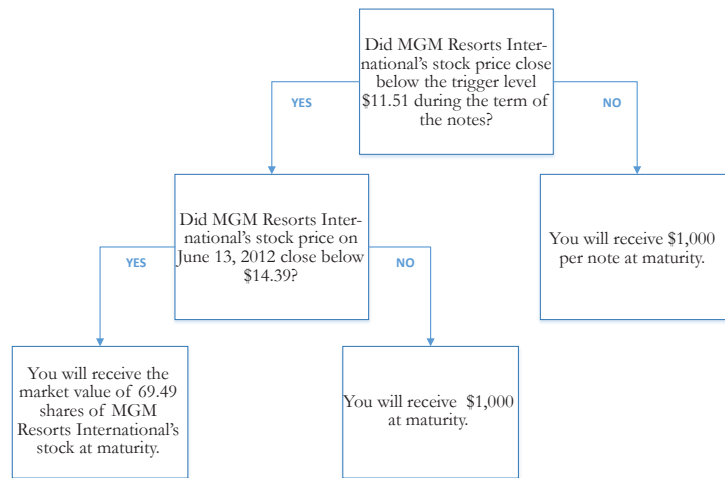 Did MGM Resorts Inter-
national's stock price close
below the trigger level
$11.51 during the term of
the notes?
YES
NO
Did MGM Resorts Inter-
national's stock price on
June 13, 2012 close below
$14.39?
You will receive $1,000
per note at maturity.
YES
NO
You will receive the
market value of 69.49
shares of MGM
Resorts International's
stock at maturity.
You will receive $1,000
at maturity.